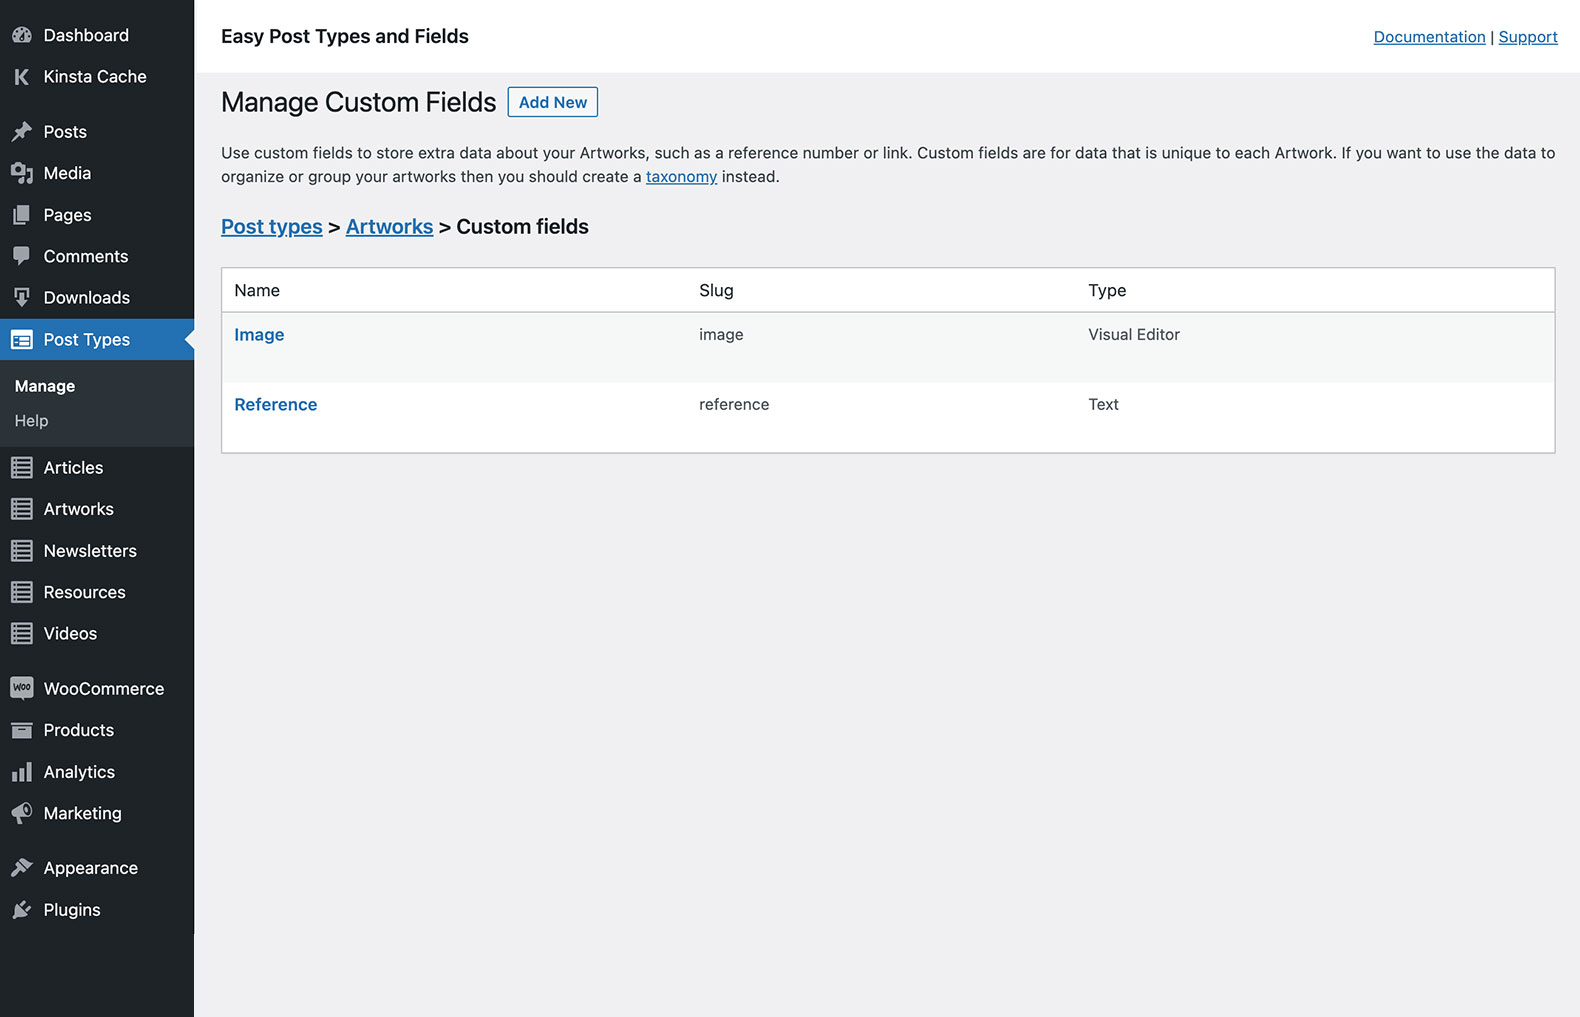 Dashboard
Kinsta Cache
Posts
Media
Pages
Comments
Downloads
Post Types
Manage
Help
Articles
Artworks
Newsletters
Resources
Videos
WOO WooCommerce
Products
Analytics
Marketing
Appearance
Plugins
Easy Post Types and Fields
Documentation | Support
Manage Custom Fields Add New
Use custom fields to store extra data about your Artworks, such as a reference number or link. Custom fields are for data that is unique to each Artwork. If you want to use the data to
organize or group your artworks then you should create a taxonomy instead.
Post types > Artworks > Custom fields
Name Slug Type
Image image Visual Editor
Reference reference Text